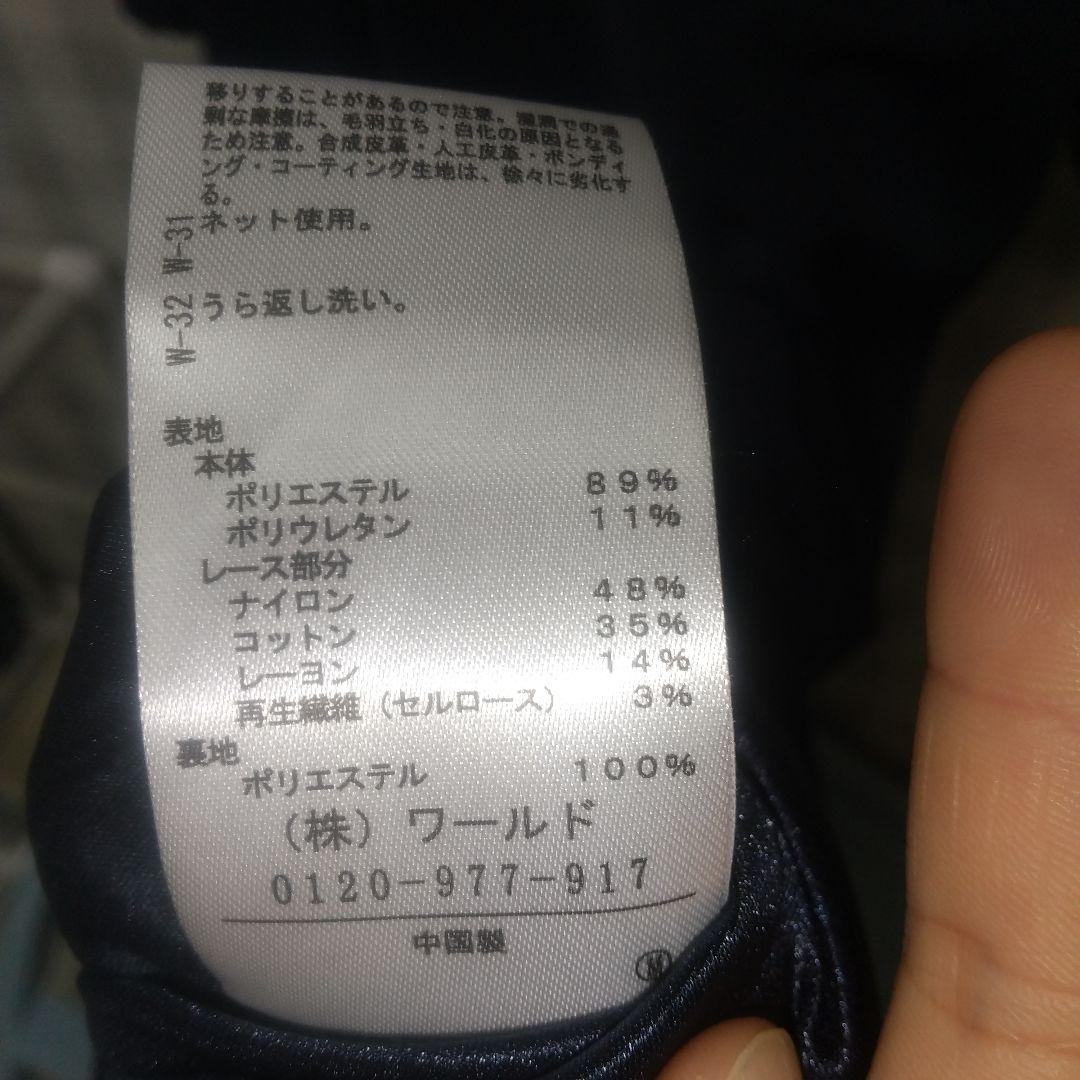 移りすることがあるので注意。湿潤での過
剰な摩擦は、毛羽立ち・白化の原因となる
ため注意。合成皮革・人工皮革・ボンディ
ング・コーティング生地は、徐々に劣化す
る。
W-31 ネット使用。
W-32 うら返し洗い。
表地
本体
ポリエステル 89%
ポリウレタン 11%
レース部分
ナイロン 48%
コットン 35%
レーヨン 14%
再生繊維（セルロース） 3%
裏地
ポリエステル 100%
（株）ワールド
0120-977-917
中国製
Ⓜ